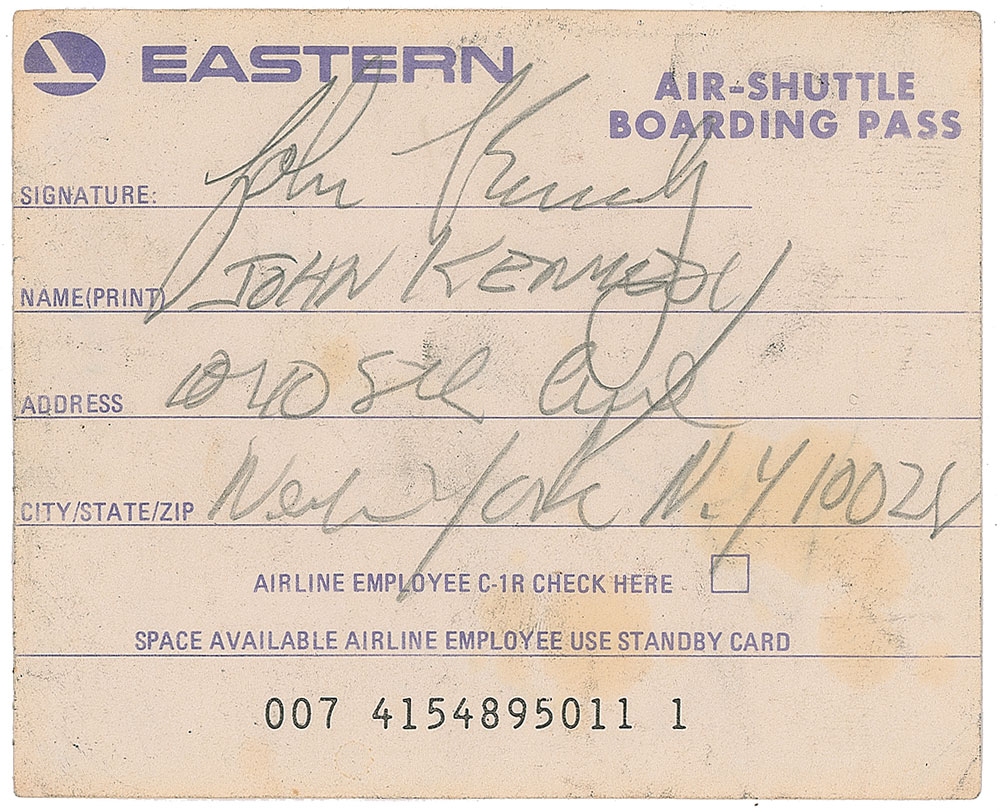 EASTERN
AIR-SHUTTLE
BOARDING PASS
SIGNATURE: John Kennedy
NAME(PRINT) JOHN KENNEDY
ADDRESS 1040 5th Ave
CITY/STATE/ZIP New York N.Y 10028
AIRLINE EMPLOYEE C-1R CHECK HERE
SPACE AVAILABLE AIRLINE EMPLOYEE USE STANDBY CARD
007 4154895011 1